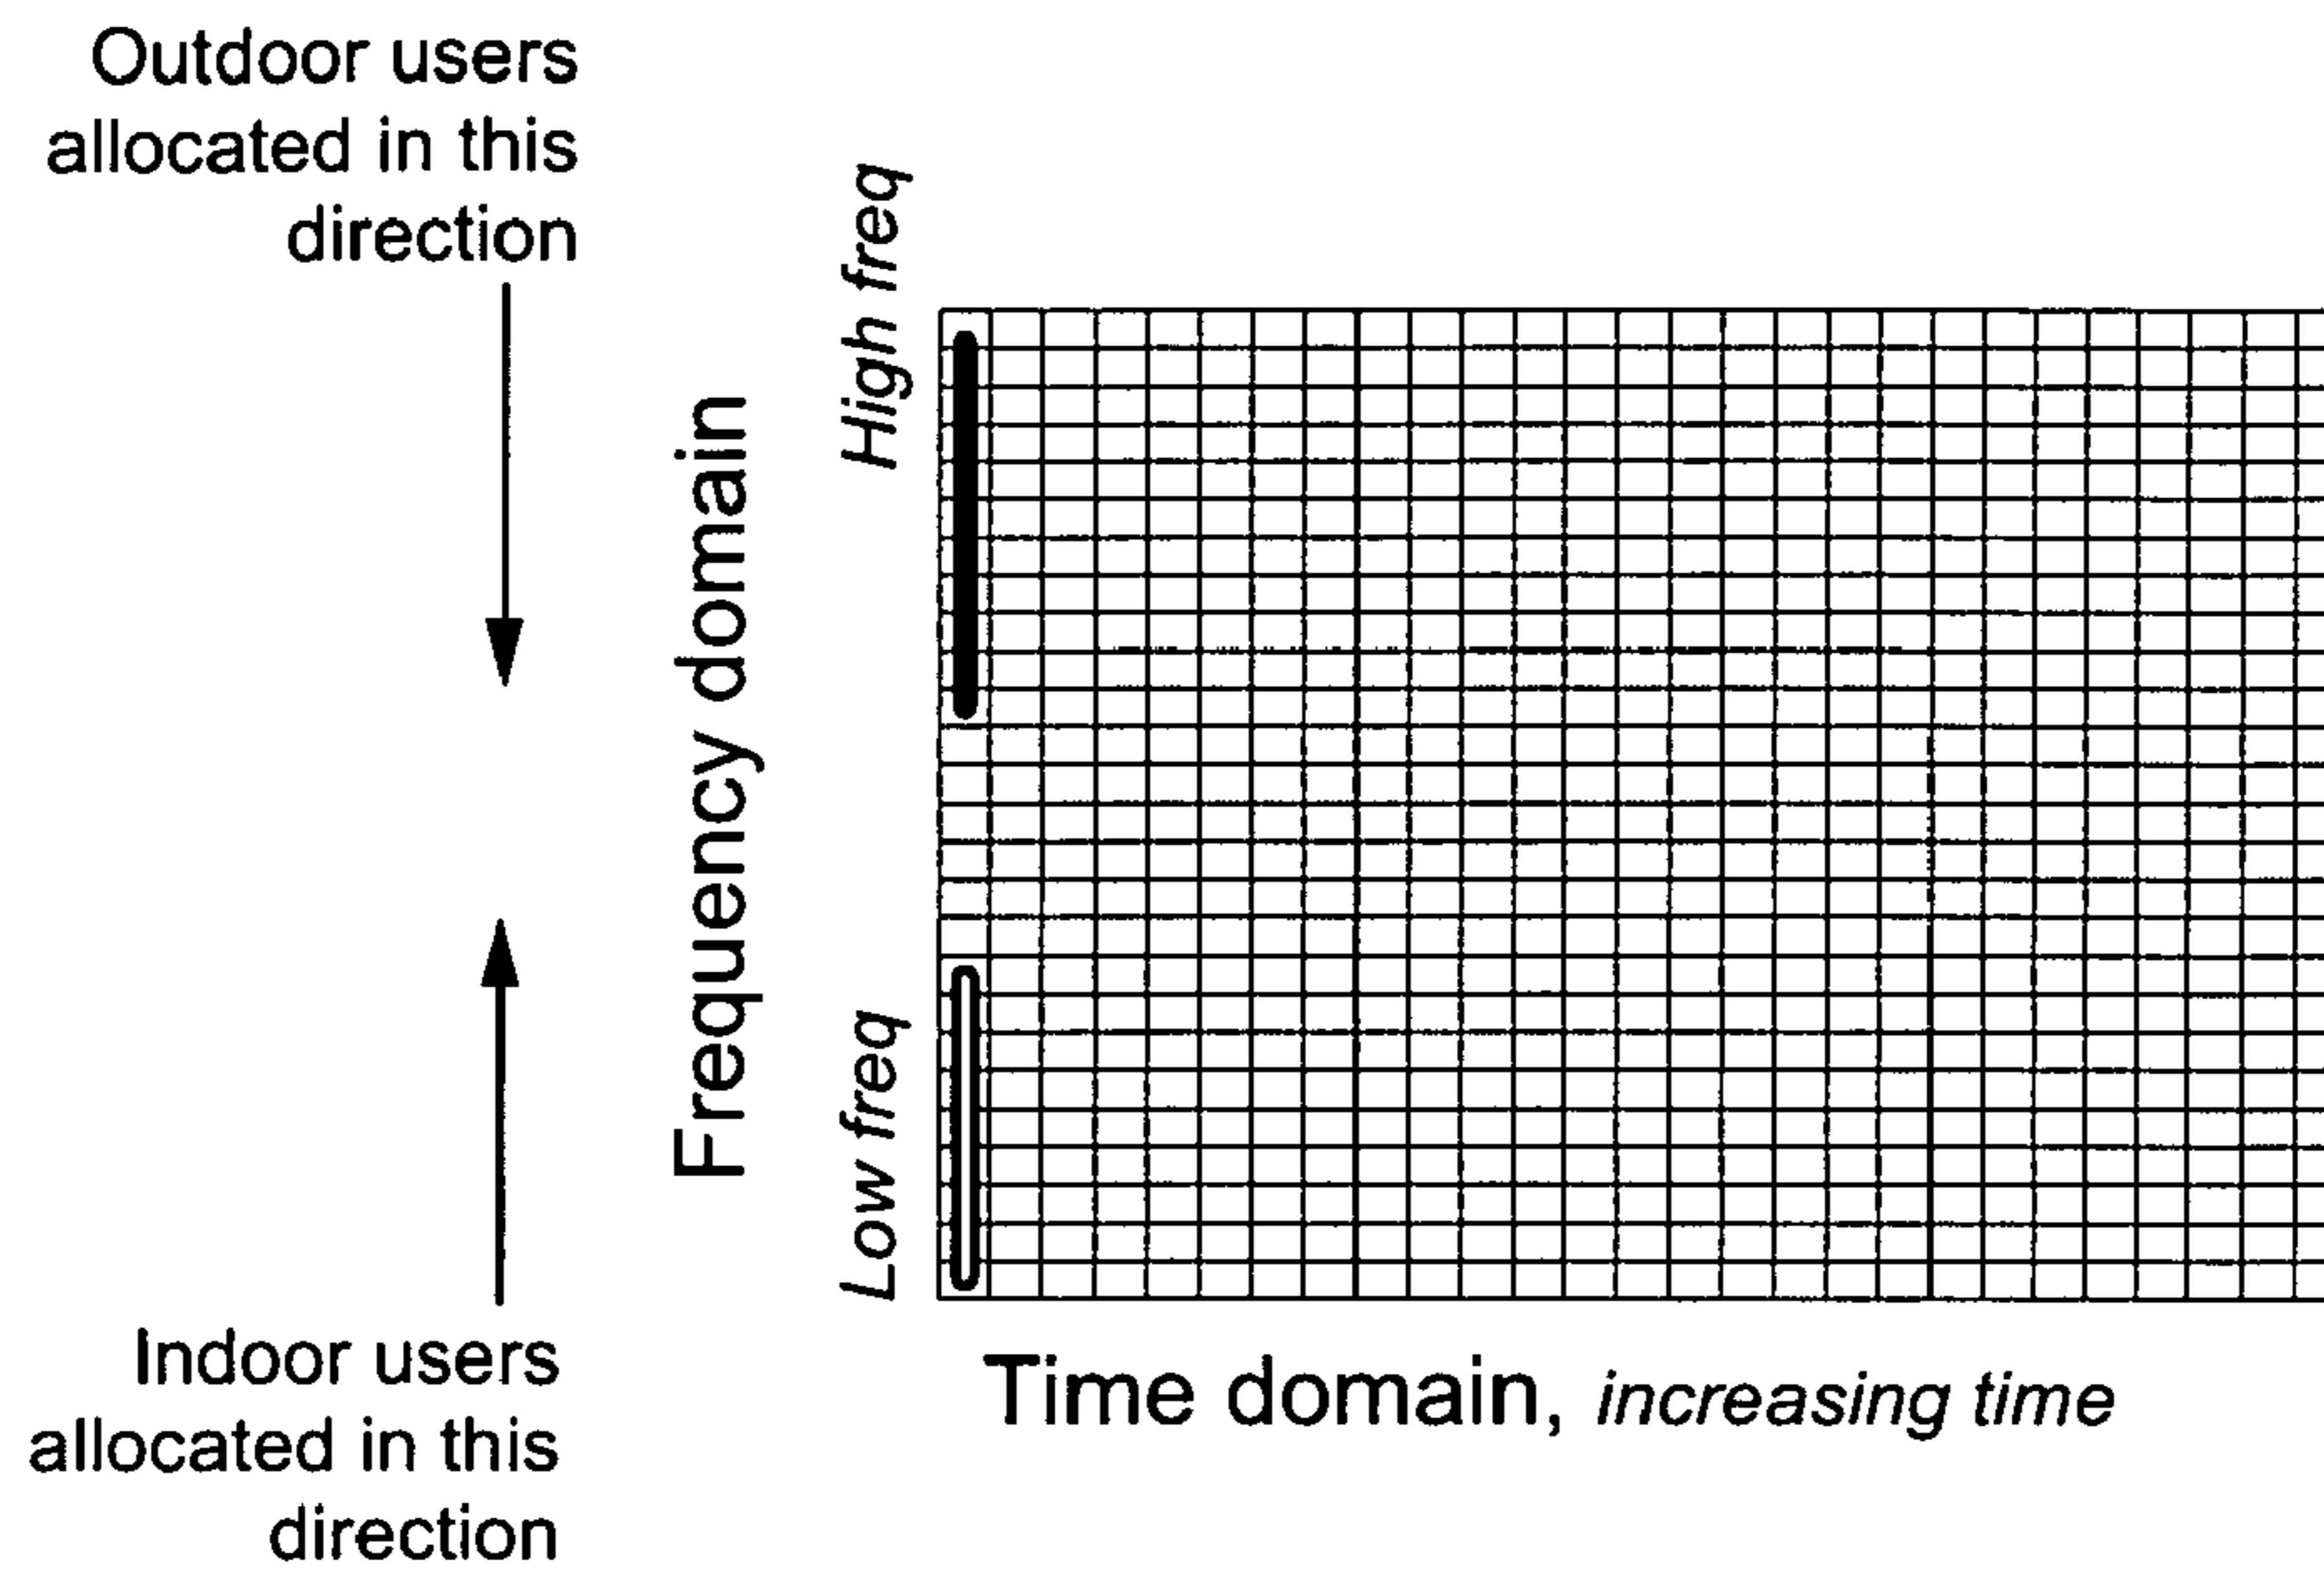 Outdoor users
allocated in this
direction
High freq
Frequency domain
Low freq
Indoor users
allocated in this
direction
Time domain, increasing time